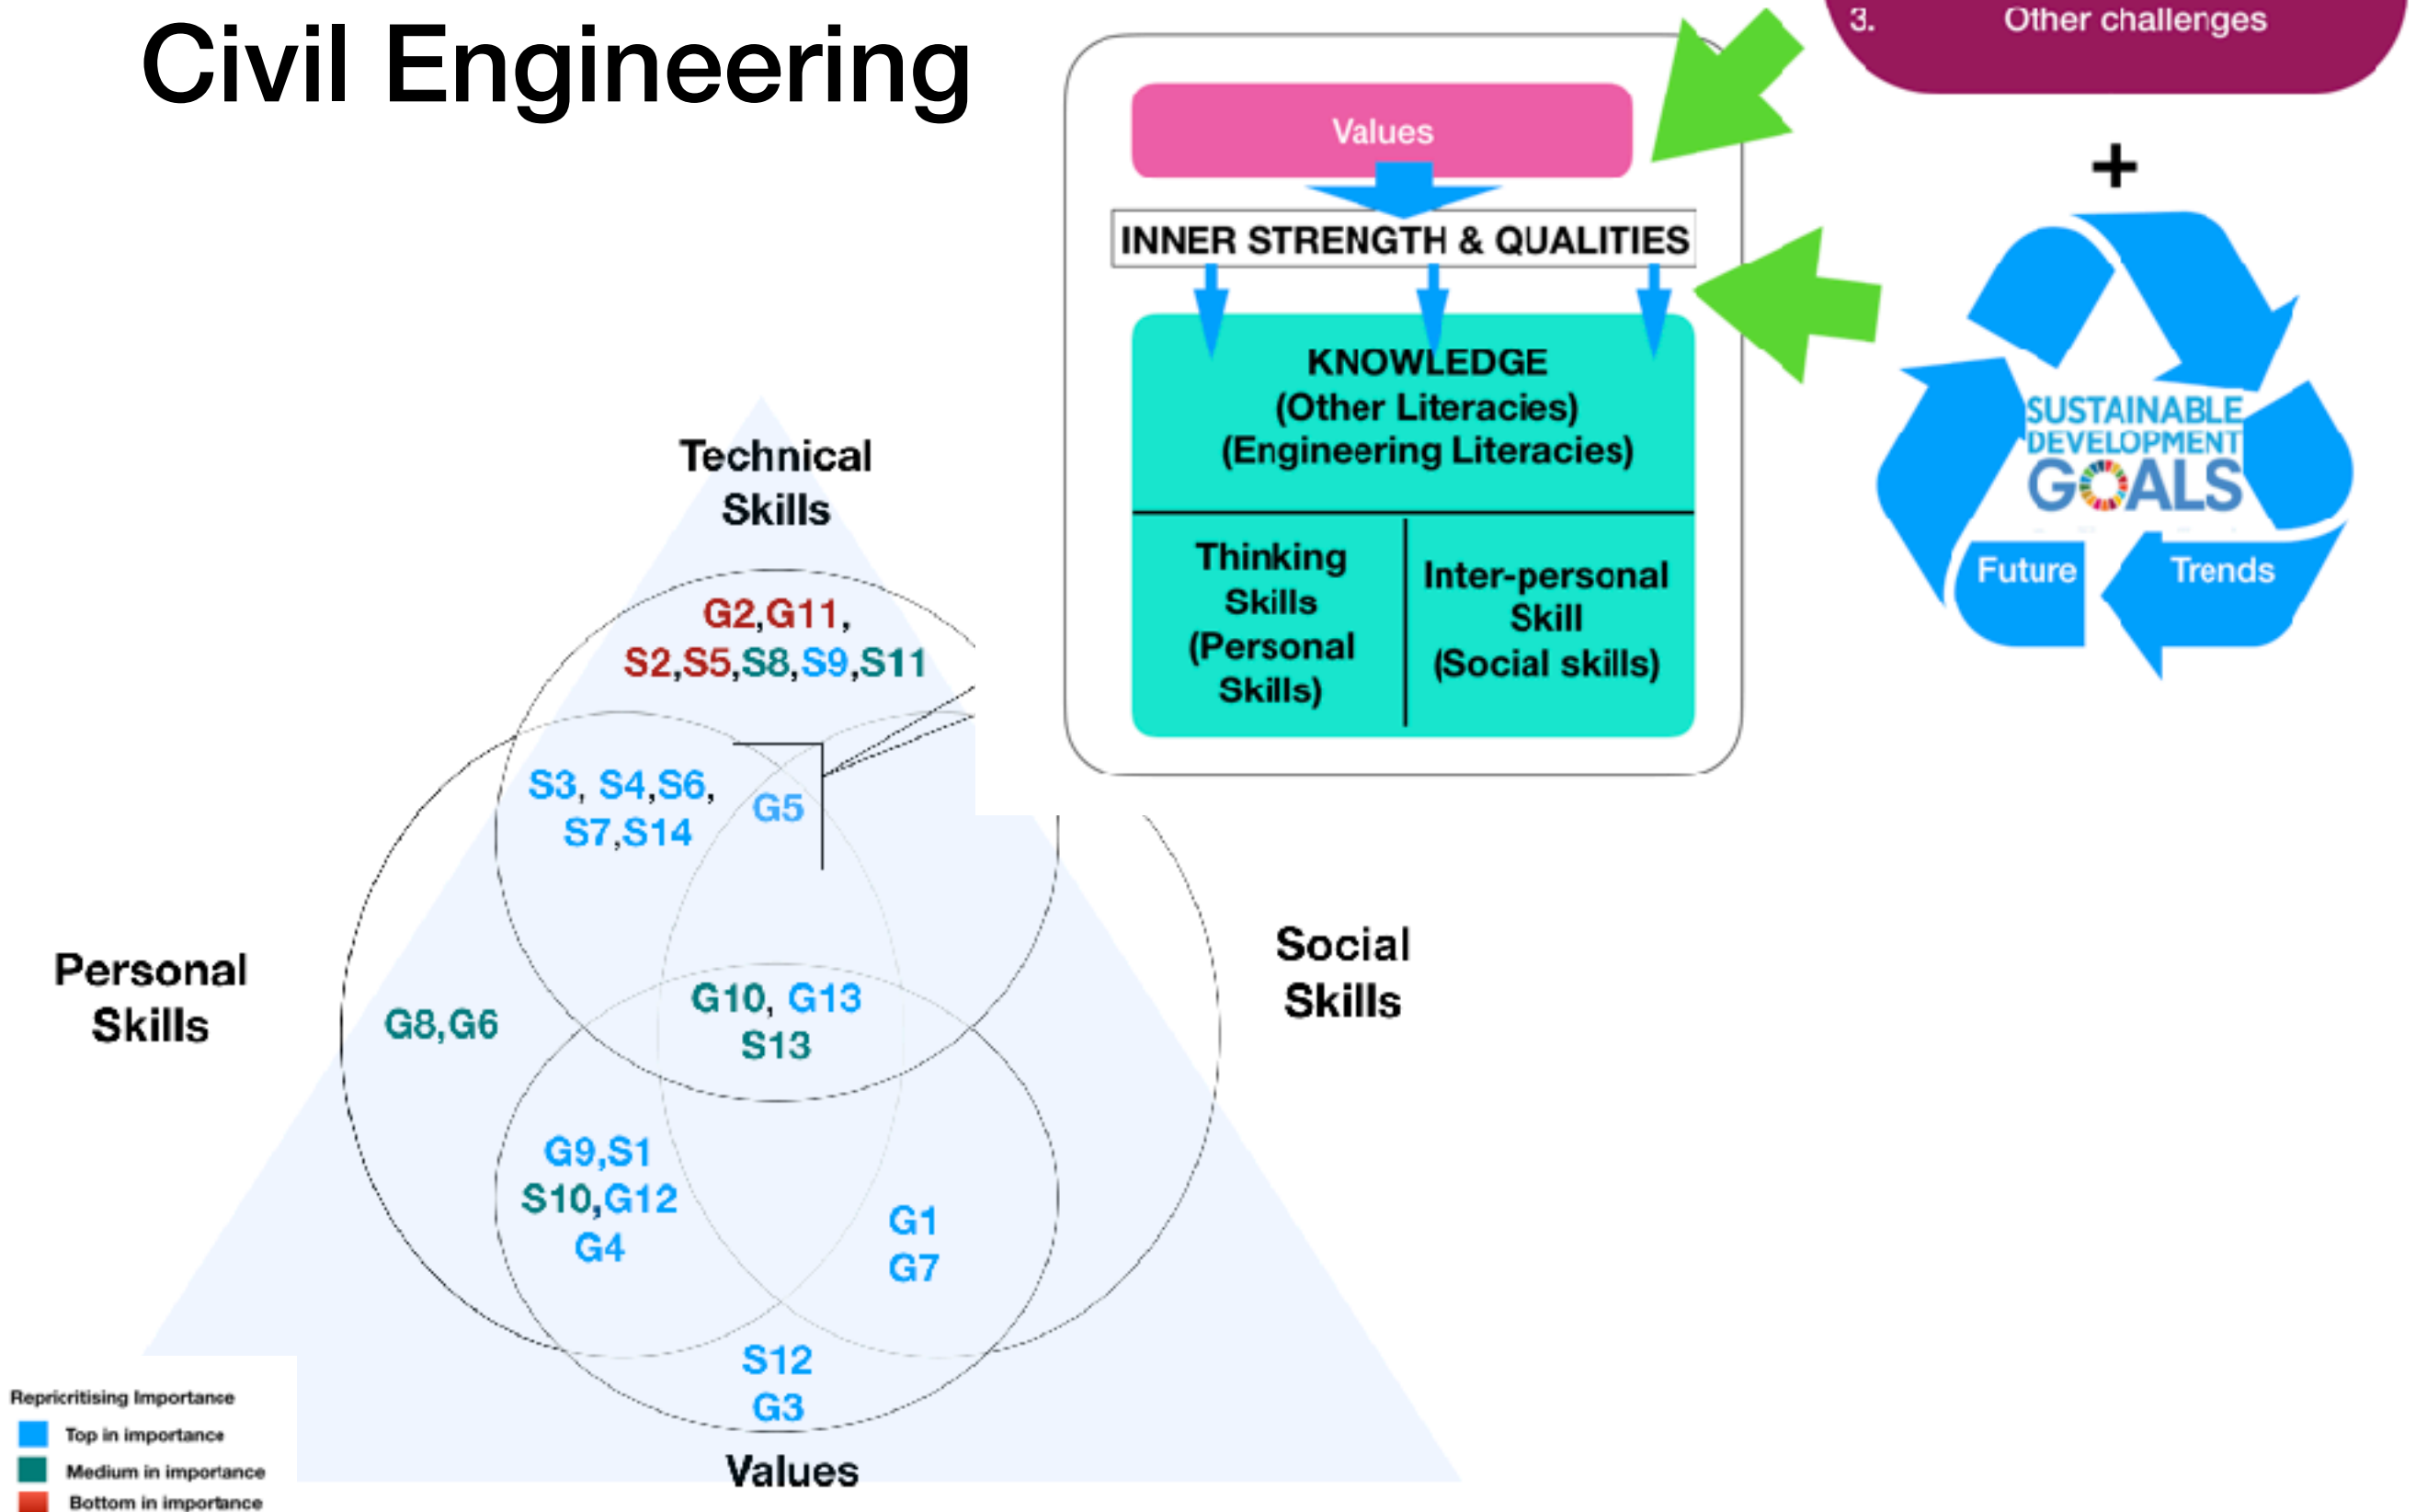 Civil Engineering
3. Other challenges
+
Values
INNER STRENGTH & QUALITIES
KNOWLEDGE
(Other Literacies)
(Engineering Literacies)
Thinking
Skills
(Personal
Skills)
Inter-personal
Skill
(Social skills)
SUSTAINABLE
DEVELOPMENT
GOALS
Future
Trends
Technical
Skills
G2,G11,
S2,S5,S8,S9,S11
S3, S4,S6,
S7,S14
G5
Personal
Skills
Social
Skills
G8,G6
G10, G13
S13
G9,S1
S10,G12
G4
G1
G7
S12
G3
Values
Repricritising Importance
Top in importance
Medium in importance
Bottom in importance